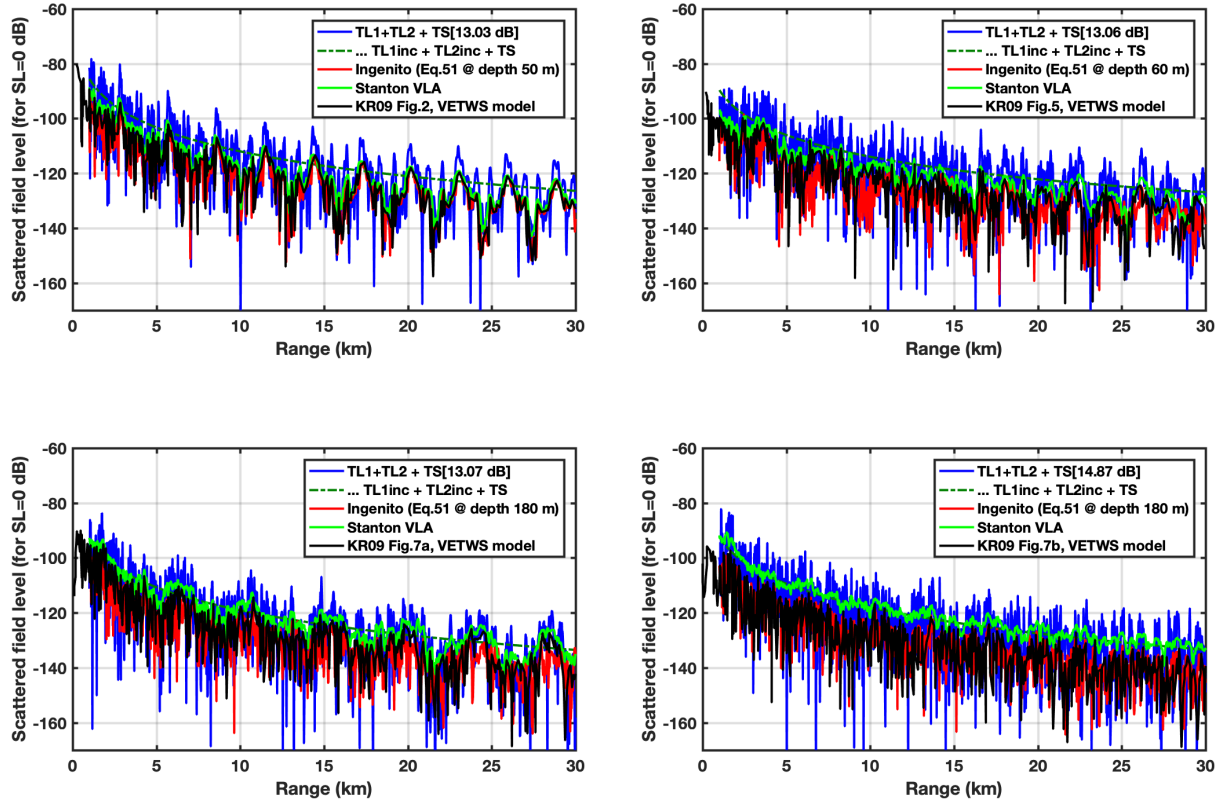 -60
-80
-100
-120
-140
-160
Scattered field level (for SL=0 dB)
TL1+TL2 + TS[13.03 dB]
... TL1inc + TL2inc + TS
Ingenito (Eq.51 @ depth 50 m)
Stanton VLA
KR09 Fig.2, VETWS model
0 5 10 15 20 25 30
Range (km)
-60
-80
-100
-120
-140
-160
Scattered field level (for SL=0 dB)
TL1+TL2 + TS[13.06 dB]
... TL1inc + TL2inc + TS
Ingenito (Eq.51 @ depth 60 m)
Stanton VLA
KR09 Fig.5, VETWS model
0 5 10 15 20 25 30
Range (km)
-60
-80
-100
-120
-140
-160
Scattered field level (for SL=0 dB)
TL1+TL2 + TS[13.07 dB]
... TL1inc + TL2inc + TS
Ingenito (Eq.51 @ depth 180 m)
Stanton VLA
KR09 Fig.7a, VETWS model
0 5 10 15 20 25 30
Range (km)
-60
-80
-100
-120
-140
-160
Scattered field level (for SL=0 dB)
TL1+TL2 + TS[14.87 dB]
... TL1inc + TL2inc + TS
Ingenito (Eq.51 @ depth 180 m)
Stanton VLA
KR09 Fig.7b, VETWS model
0 5 10 15 20 25 30
Range (km)